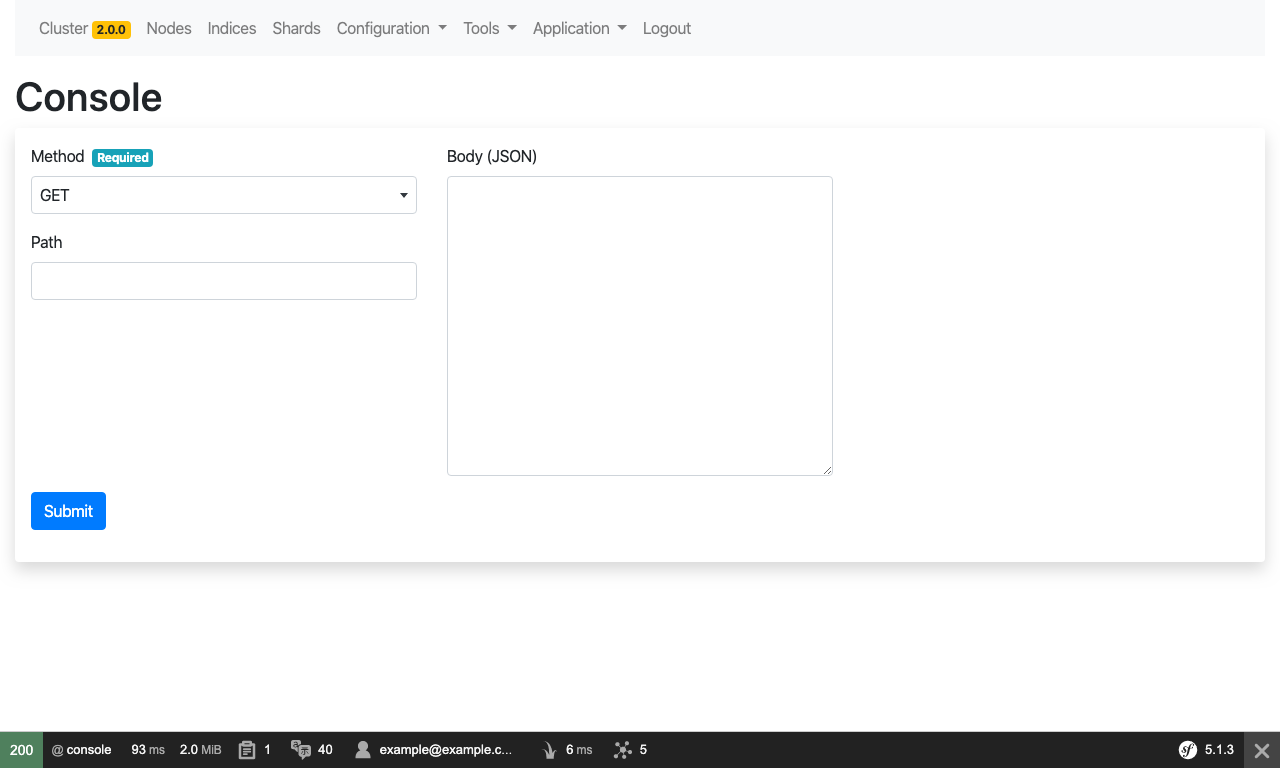 Cluster 2.0.0 Nodes Indices Shards Configuration Tools Application Logout
Console
Method Required
GET
Path
Body (JSON)
Submit
200 @ console 93 ms 2.0 MiB 1 40 example@example.c... 6 ms 5 sf 5.1.3